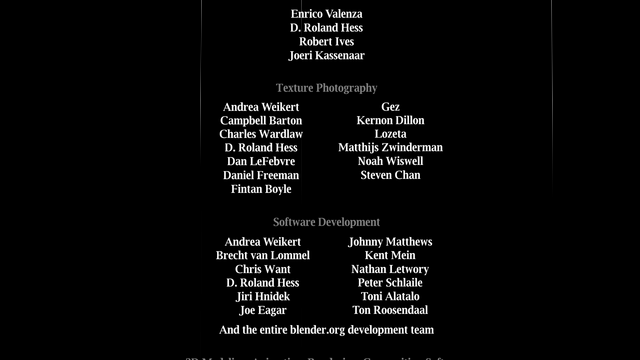 Enrico Valenza
D. Roland Hess
Robert Ives
Joeri Kassenaar
Texture Photography
Andrea Weikert
Campbell Barton
Charles Wardlaw
D. Roland Hess
Dan LeFebvre
Daniel Freeman
Fintan Boyle
Gez
Kernon Dillon
Lozeta
Matthijs Zwinderman
Noah Wiswell
Steven Chan
Software Development
Andrea Weikert
Brecht van Lommel
Chris Want
D. Roland Hess
Jiri Hnidek
Joe Eagar
Johnny Matthews
Kent Mein
Nathan Letwory
Peter Schlaile
Toni Alatalo
Ton Roosendaal
And the entire blender.org development team